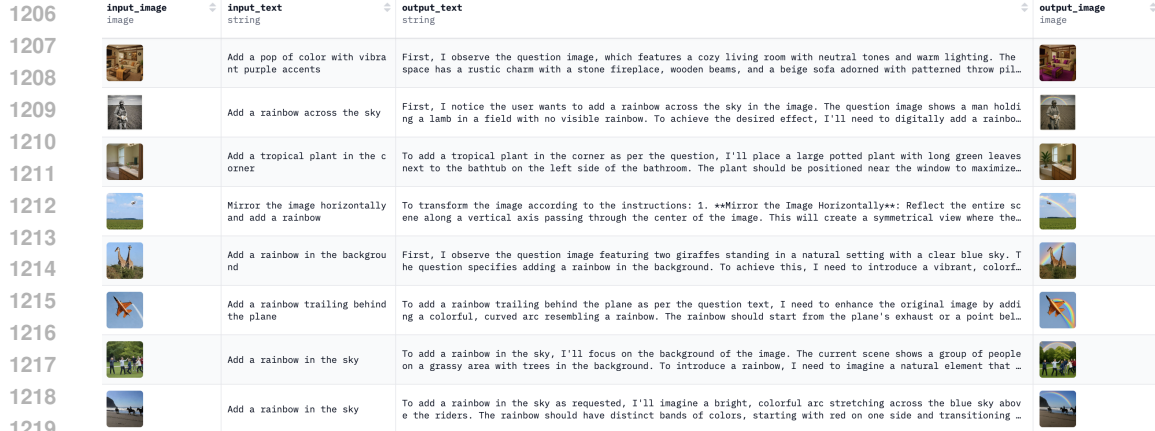 1206
1207
1208
1209
1210
1211
1212
1213
1214
1215
1216
1217
1218
1219
input_image
image
input_text
string
output_text
string
output_image
image
Add a pop of color with vibra
nt purple accents
First, I observe the question image, which features a cozy living room with neutral tones and warm lighting. The
space has a rustic charm with a stone fireplace, wooden beams, and a beige sofa adorned with patterned throw pil…
Add a rainbow across the sky
First, I notice the user wants to add a rainbow across the sky in the image. The question image shows a man holdi
ng a lamb in a field with no visible rainbow. To achieve the desired effect, I'll need to digitally add a rainbo…
Add a tropical plant in the c
orner
To add a tropical plant in the corner as per the question, I'll place a large potted plant with long green leaves
next to the bathtub on the left side of the bathroom. The plant should be positioned near the window to maximize…
Mirror the image horizontally
and add a rainbow
To transform the image according to the instructions: 1. **Mirror the Image Horizontally**: Reflect the entire sc
ene along a vertical axis passing through the center of the image. This will create a symmetrical view where the…
Add a rainbow in the backgrou
nd
First, I observe the question image featuring two giraffes standing in a natural setting with a clear blue sky. T
he question specifies adding a rainbow in the background. To achieve this, I need to introduce a vibrant, colorf…
Add a rainbow trailing behind
the plane
To add a rainbow trailing behind the plane as per the question text, I need to enhance the original image by addi
ng a colorful, curved arc resembling a rainbow. The rainbow should start from the plane's exhaust or a point bel…
Add a rainbow in the sky
To add a rainbow in the sky, I'll focus on the background of the image. The current scene shows a group of people
on a grassy area with trees in the background. To introduce a rainbow, I need to imagine a natural element that …
Add a rainbow in the sky
To add a rainbow in the sky as requested, I'll imagine a bright, colorful arc stretching across the blue sky abov
e the riders. The rainbow should have distinct bands of colors, starting with red on one side and transitioning …